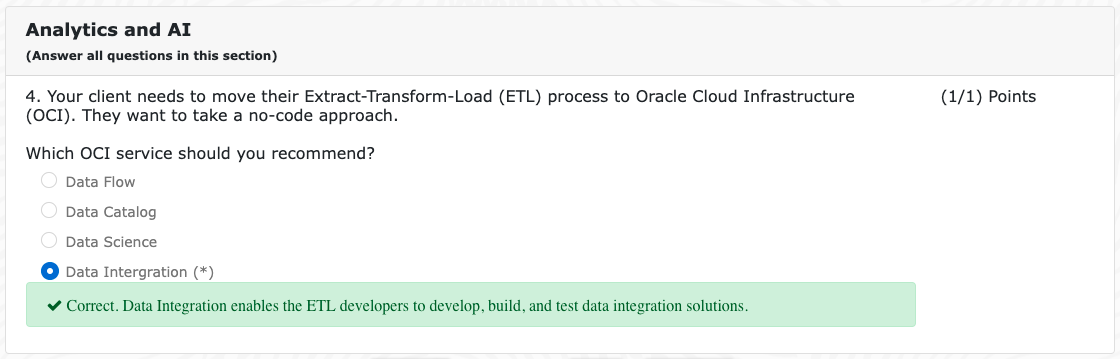 Analytics and AI
(Answer all questions in this section)
4. Your client needs to move their Extract-Transform-Load (ETL) process to Oracle Cloud Infrastructure (1/1) Points
(OCI). They want to take a no-code approach.
Which OCI service should you recommend?
Data Flow
Data Catalog
Data Science
Data Intergration (*)
Correct. Data Integration enables the ETL developers to develop, build, and test data integration solutions.